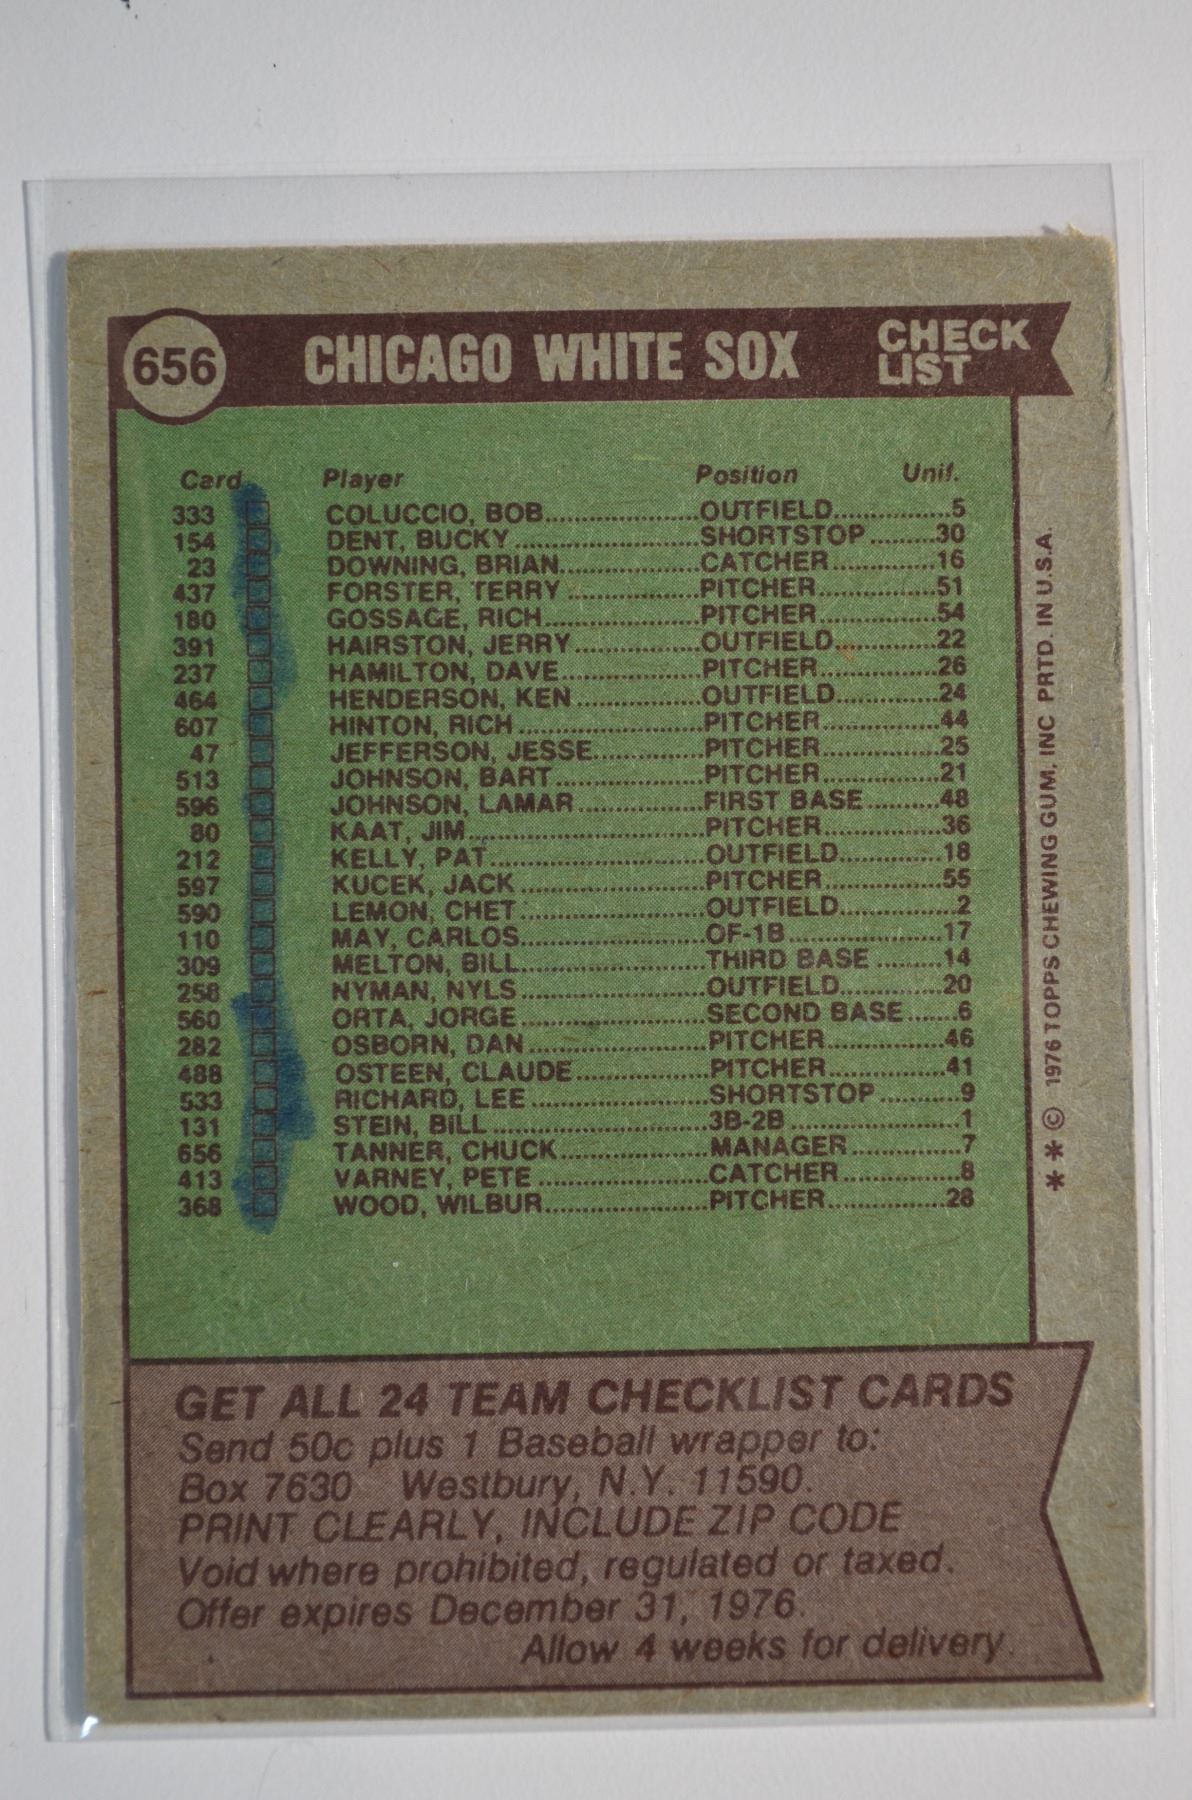 656 CHICAGO WHITE SOX CHECK LIST
Card Player Position Unif.
333 COLUCCIO, BOB OUTFIELD 5
154 DENT, BUCKY SHORTSTOP 30
23 DOWNING, BRIAN CATCHER 16
437 FORSTER, TERRY PITCHER 51
180 GOSSAGE, RICH PITCHER 54
391 HAIRSTON, JERRY OUTFIELD 22
237 HAMILTON, DAVE PITCHER 26
464 HENDERSON, KEN OUTFIELD 24
607 HINTON, RICH PITCHER 44
47 JEFFERSON, JESSE PITCHER 25
513 JOHNSON, BART PITCHER 21
596 JOHNSON, LAMAR FIRST BASE 48
80 KAAT, JIM PITCHER 36
212 KELLY, PAT OUTFIELD 18
597 KUCEK, JACK PITCHER 55
590 LEMON, CHET OUTFIELD 2
110 MAY, CARLOS OF-1B 17
309 MELTON, BILL THIRD BASE 14
258 NYMAN, NYLS OUTFIELD 20
560 ORTA, JORGE SECOND BASE 6
282 OSBORN, DAN PITCHER 46
488 OSTEEN, CLAUDE PITCHER 41
533 RICHARD, LEE SHORTSTOP 9
131 STEIN, BILL 3B-2B 1
656 TANNER, CHUCK MANAGER 7
413 VARNEY, PETE CATCHER 8
368 WOOD, WILBUR PITCHER 28
** © 1976 TOPPS CHEWING GUM, INC PRTD. IN U.S.A.
GET ALL 24 TEAM CHECKLIST CARDS
Send 50c plus 1 Baseball wrapper to:
Box 7630 Westbury, N.Y. 11590.
PRINT CLEARLY, INCLUDE ZIP CODE
Void where prohibited, regulated or taxed.
Offer expires December 31, 1976.
Allow 4 weeks for delivery.